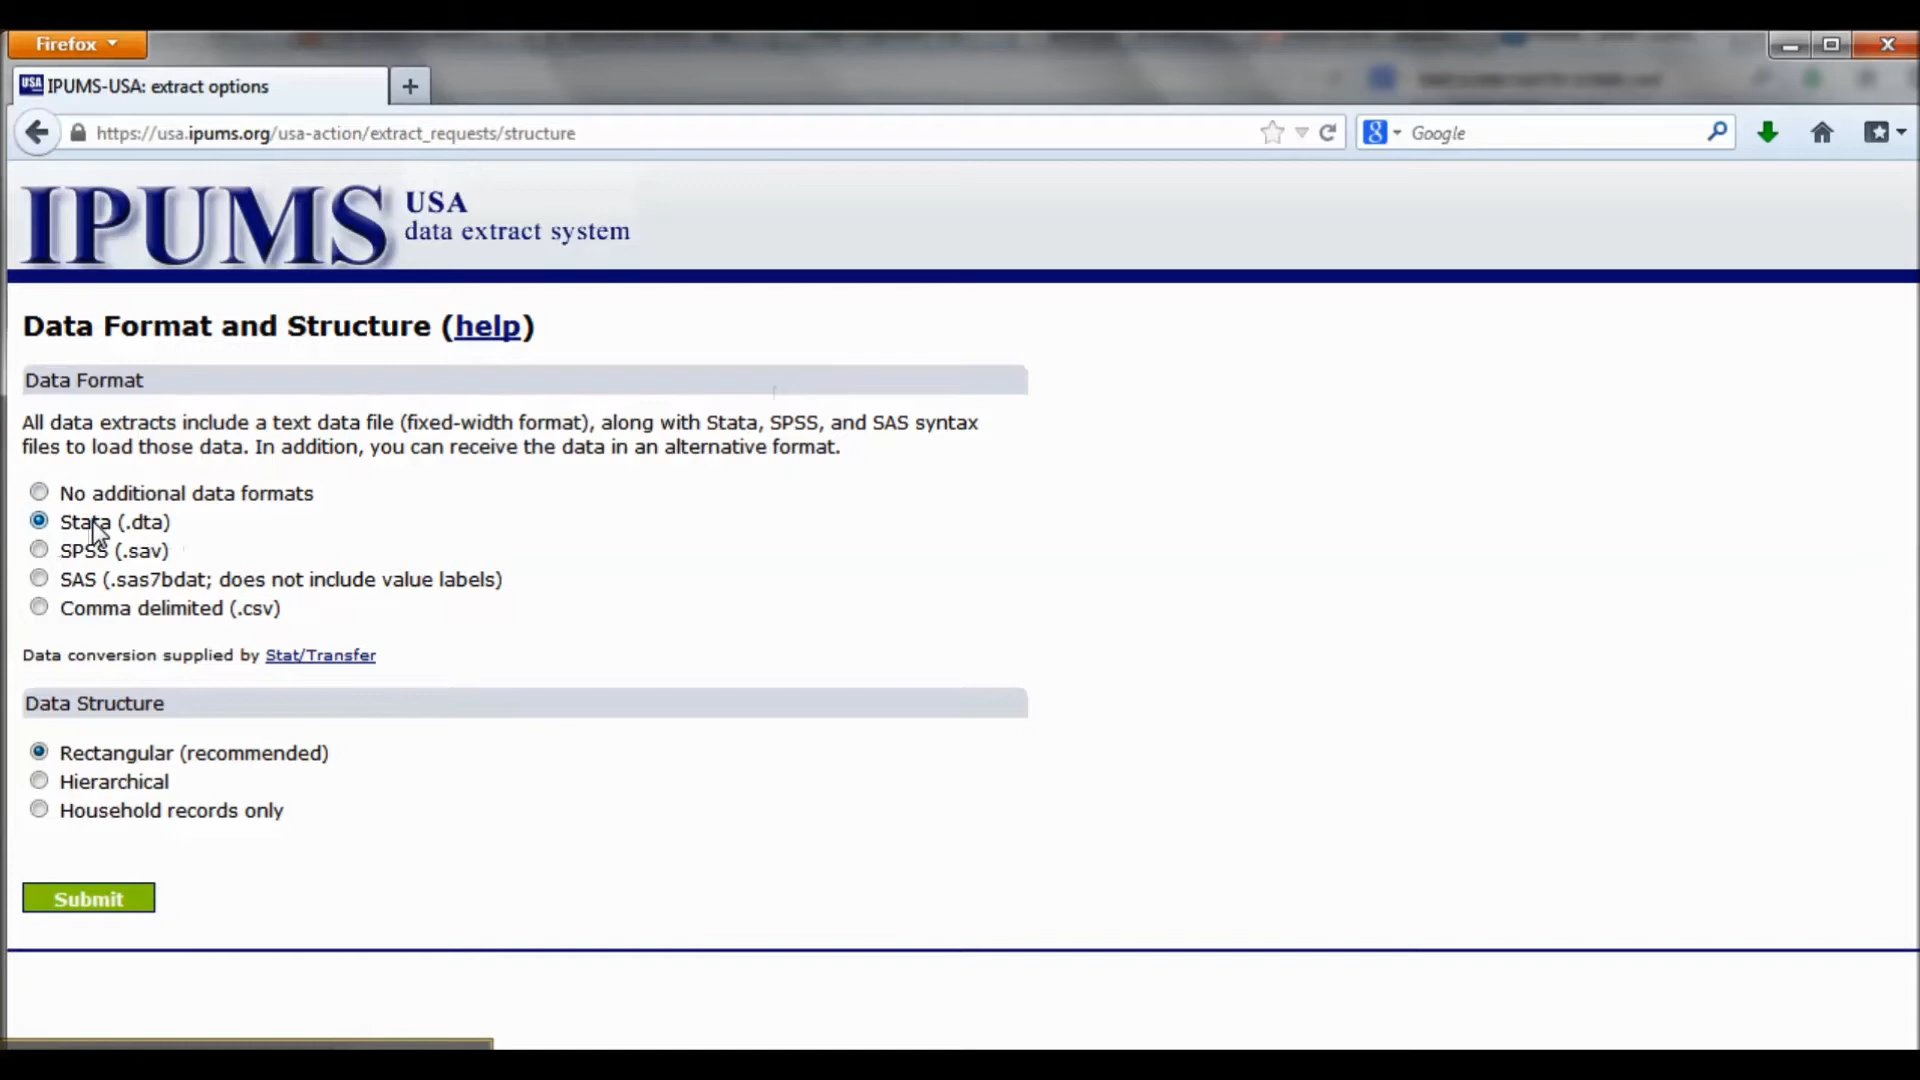 Firefox
USA IPUMS-USA: extract options
https://usa.ipums.org/usa-action/extract_requests/structure
8 Google
IPUMS USA
data extract system
Data Format and Structure (help)
Data Format
All data extracts include a text data file (fixed-width format), along with Stata, SPSS, and SAS syntax
files to load those data. In addition, you can receive the data in an alternative format.
No additional data formats
Stata (.dta)
SPSS (.sav)
SAS (.sas7bdat; does not include value labels)
Comma delimited (.csv)
Data conversion supplied by Stat/Transfer
Data Structure
Rectangular (recommended)
Hierarchical
Household records only
Submit